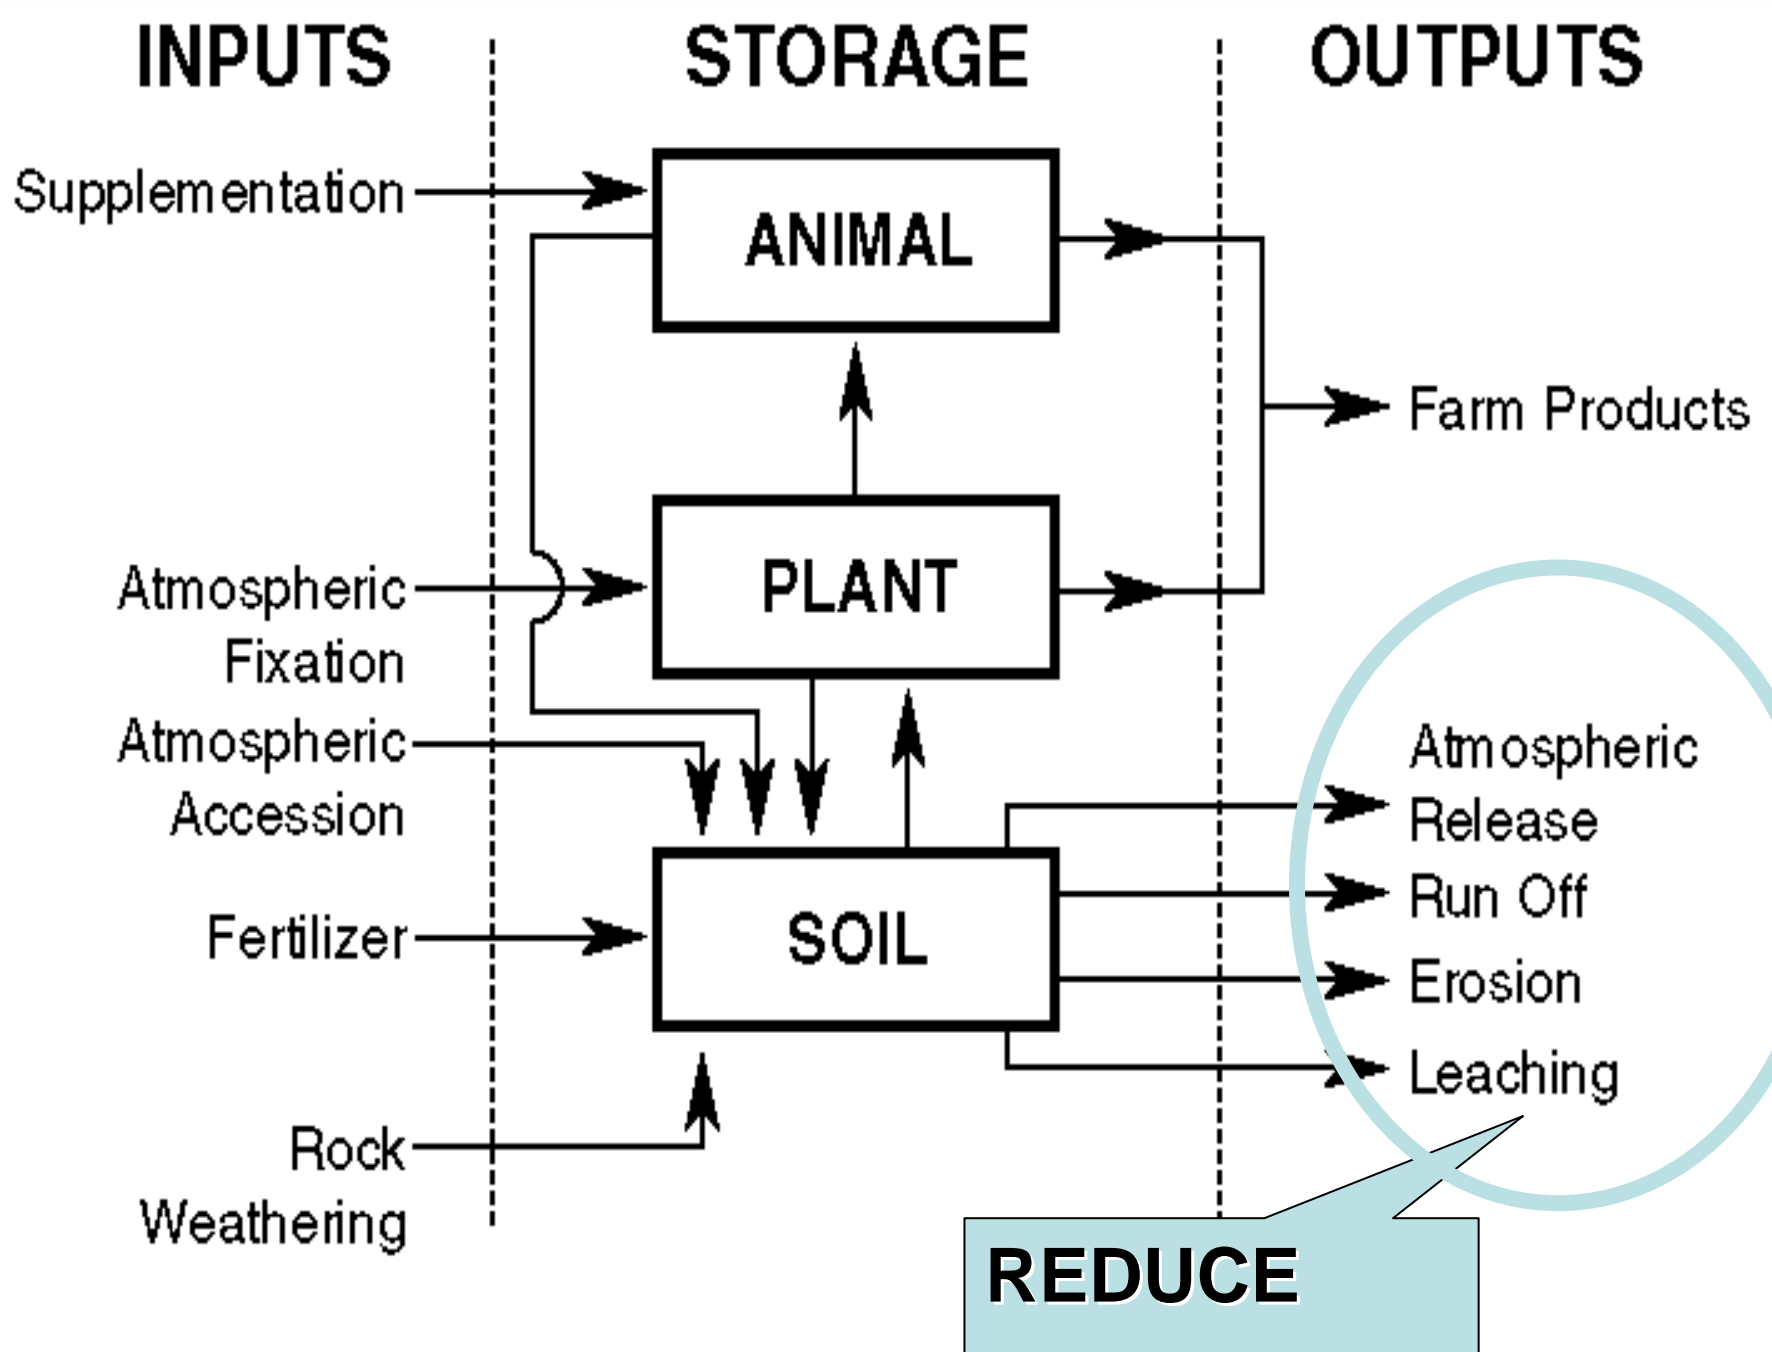 INPUTS STORAGE OUTPUTS
Supplementation
ANIMAL
Farm Products
Atmospheric
Fixation
PLANT
Atmospheric
Accession
Atmospheric
Release
Run Off
Fertilizer
SOIL
Erosion
Leaching
Rock
Weathering
REDUCE